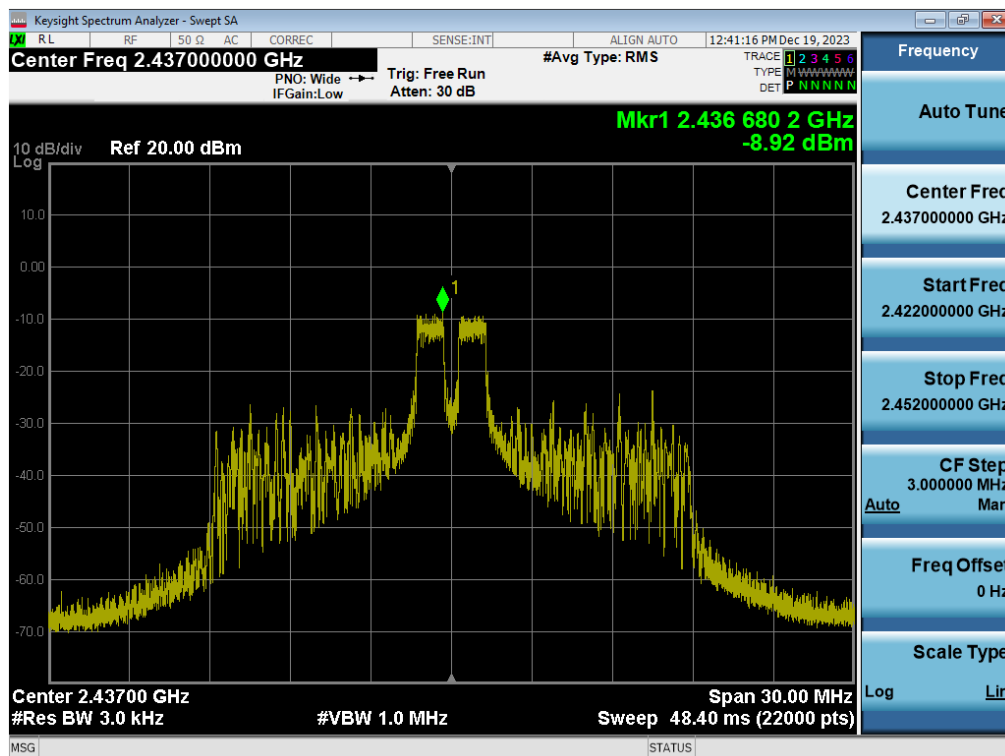 Keysight Spectrum Analyzer - Swept SA
LXI RL RF 50 Ω AC CORREC SENSE:INT ALIGN AUTO 12:41:16 PM Dec 19, 2023
Center Freq 2.437000000 GHz
PNO: Wide
IFGain:Low
Trig: Free Run
Atten: 30 dB
#Avg Type: RMS
TRACE 1 2 3 4 5 6
TYPE M WWWWW
DET P N N N N N
Mkr1 2.436 680 2 GHz
-8.92 dBm
10 dB/div Ref 20.00 dBm
Log
10.0
0.00
-10.0
-20.0
-30.0
-40.0
-50.0
-60.0
-70.0
1
Center 2.43700 GHz Span 30.00 MHz
#Res BW 3.0 kHz #VBW 1.0 MHz Sweep 48.40 ms (22000 pts)
MSG STATUS
Frequency
Auto Tune
Center Freq
2.437000000 GHz
Start Freq
2.422000000 GHz
Stop Freq
2.452000000 GHz
CF Step
3.000000 MHz
Auto Man
Freq Offset
0 Hz
Scale Type
Log Lin